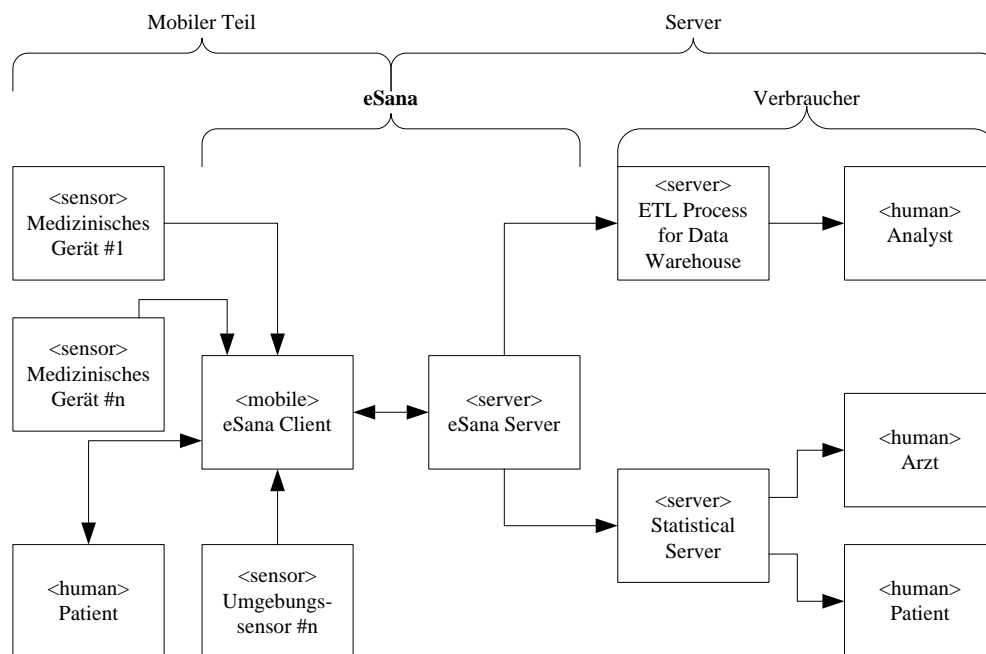 Mobiler Teil
Server
eSana
Verbraucher
<sensor>
Medizinisches
Gerät #1
<server>
ETL Process
for Data
Warehouse
<human>
Analyst
<sensor>
Medizinisches
Gerät #n
<mobile>
eSana Client
<server>
eSana Server
<human>
Arzt
<server>
Statistical
Server
<human>
Patient
<sensor>
Umgebungs-
sensor #n
<human>
Patient